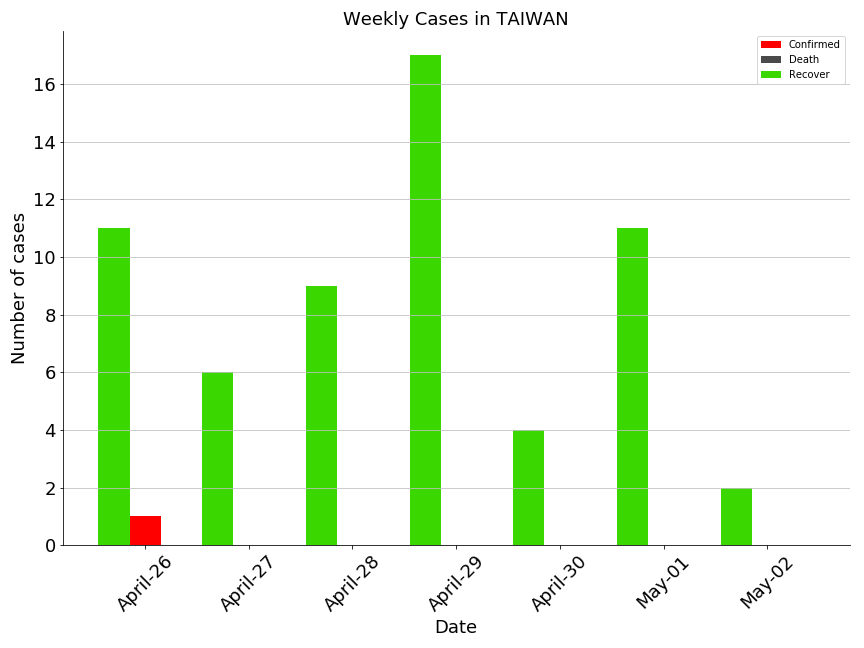 Weekly Cases in TAIWAN
Confirmed
Death
Recover
Number of cases
16
14
12
10
8
6
4
2
0
April-26
April-27
April-28
April-29
April-30
May-01
May-02
Date